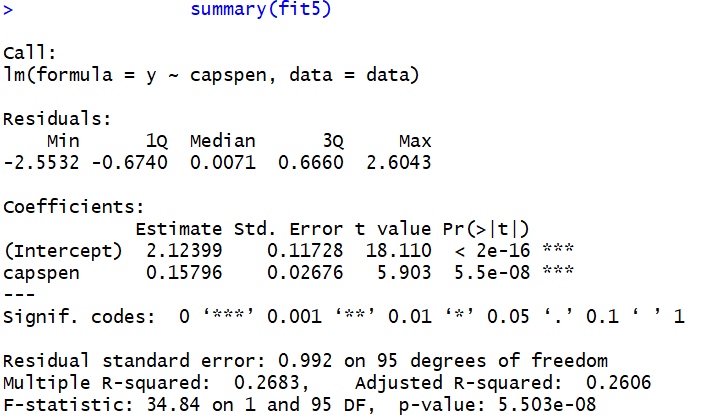 >                summary(fit5)

Call:
lm(formula = y ~ capspen, data = data)

Residuals:
    Min      1Q  Median      3Q     Max
-2.5532 -0.6740  0.0071  0.6660  2.6043

Coefficients:
            Estimate Std. Error t value Pr(>|t|)
(Intercept)  2.12399    0.11728  18.110  < 2e-16 ***
capspen      0.15796    0.02676   5.903  5.5e-08 ***
---
Signif. codes:  0 ‘***’ 0.001 ‘**’ 0.01 ‘*’ 0.05 ‘.’ 0.1 ‘ ’ 1

Residual standard error: 0.992 on 95 degrees of freedom
Multiple R-squared:  0.2683,    Adjusted R-squared:  0.2606
F-statistic: 34.84 on 1 and 95 DF,  p-value: 5.503e-08